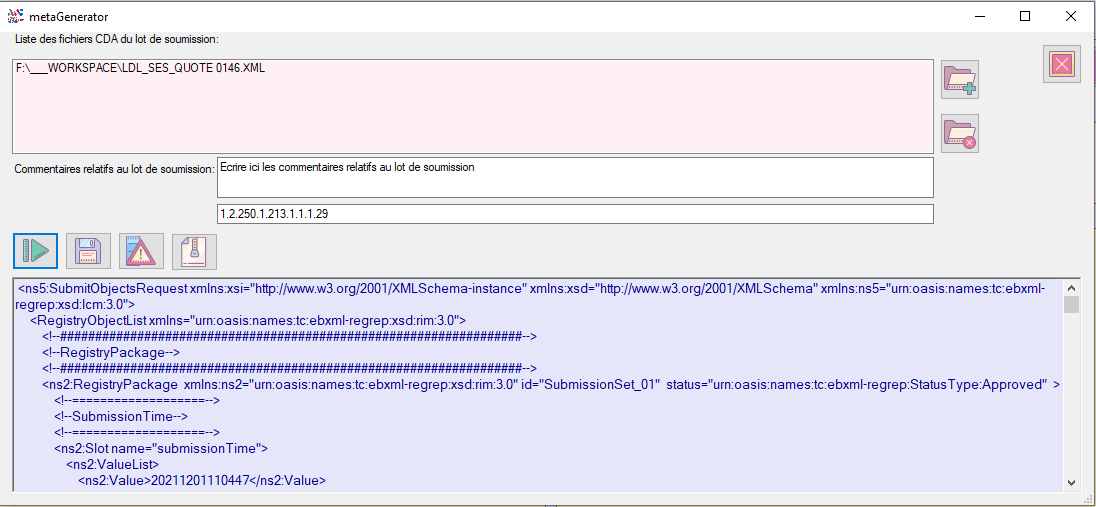 metaGenerator
Liste des fichiers CDA du lot de soumission:
F:\___WORKSPACE\LDL_SES_QUOTE 0146.XML
Commentaires relatifs au lot de soumission:
Ecrire ici les commentaires relatifs au lot de soumission
1.2.250.1.213.1.1.1.29
<ns5:SubmitObjectsRequest xmlns:xsi="http://www.w3.org/2001/XMLSchema-instance" xmlns:xsd="http://www.w3.org/2001/XMLSchema" xmlns:ns5="urn:oasis:names:tc:ebxml-
regrep:xsd:lcm:3.0">
<RegistryObjectList xmlns="urn:oasis:names:tc:ebxml-regrep:xsd:rim:3.0">
<!--##################################################################-->
<!--RegistryPackage-->
<!--##################################################################-->
<ns2:RegistryPackage xmlns:ns2="urn:oasis:names:tc:ebxml-regrep:xsd:rim:3.0" id="SubmissionSet_01" status="urn:oasis:names:tc:ebxml-regrep:StatusType:Approved" >
<!--===================-->
<!--SubmissionTime-->
<!--===================-->
<ns2:Slot name="submissionTime">
<ns2:ValueList>
<ns2:Value>20211201110447</ns2:Value>